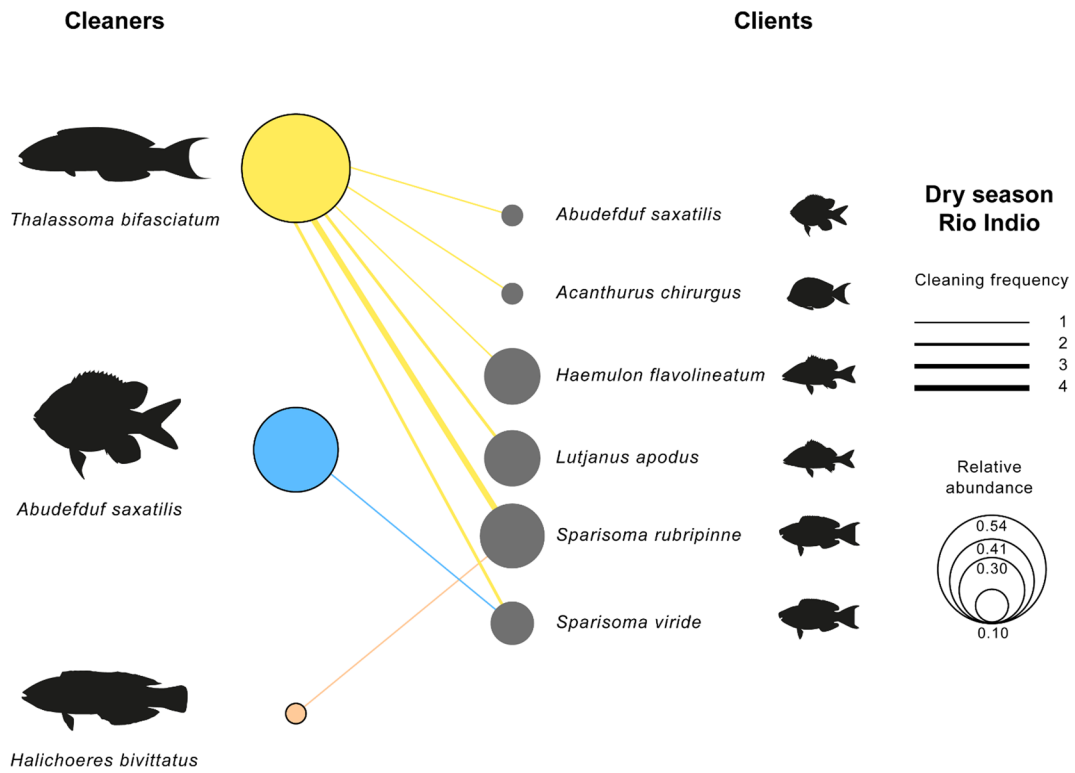 Cleaners
Clients
Thalassoma bifasciatum
Abudefduf saxatilis
Halichoeres bivittatus
Abudefduf saxatilis
Acanthurus chirurgus
Haemulon flavolineatum
Lutjanus apodus
Sparisoma rubripinne
Sparisoma viride
Dry season
Rio Indio
Cleaning frequency
1
2
3
4
Relative
abundance
0.54
0.41
0.30
0.10